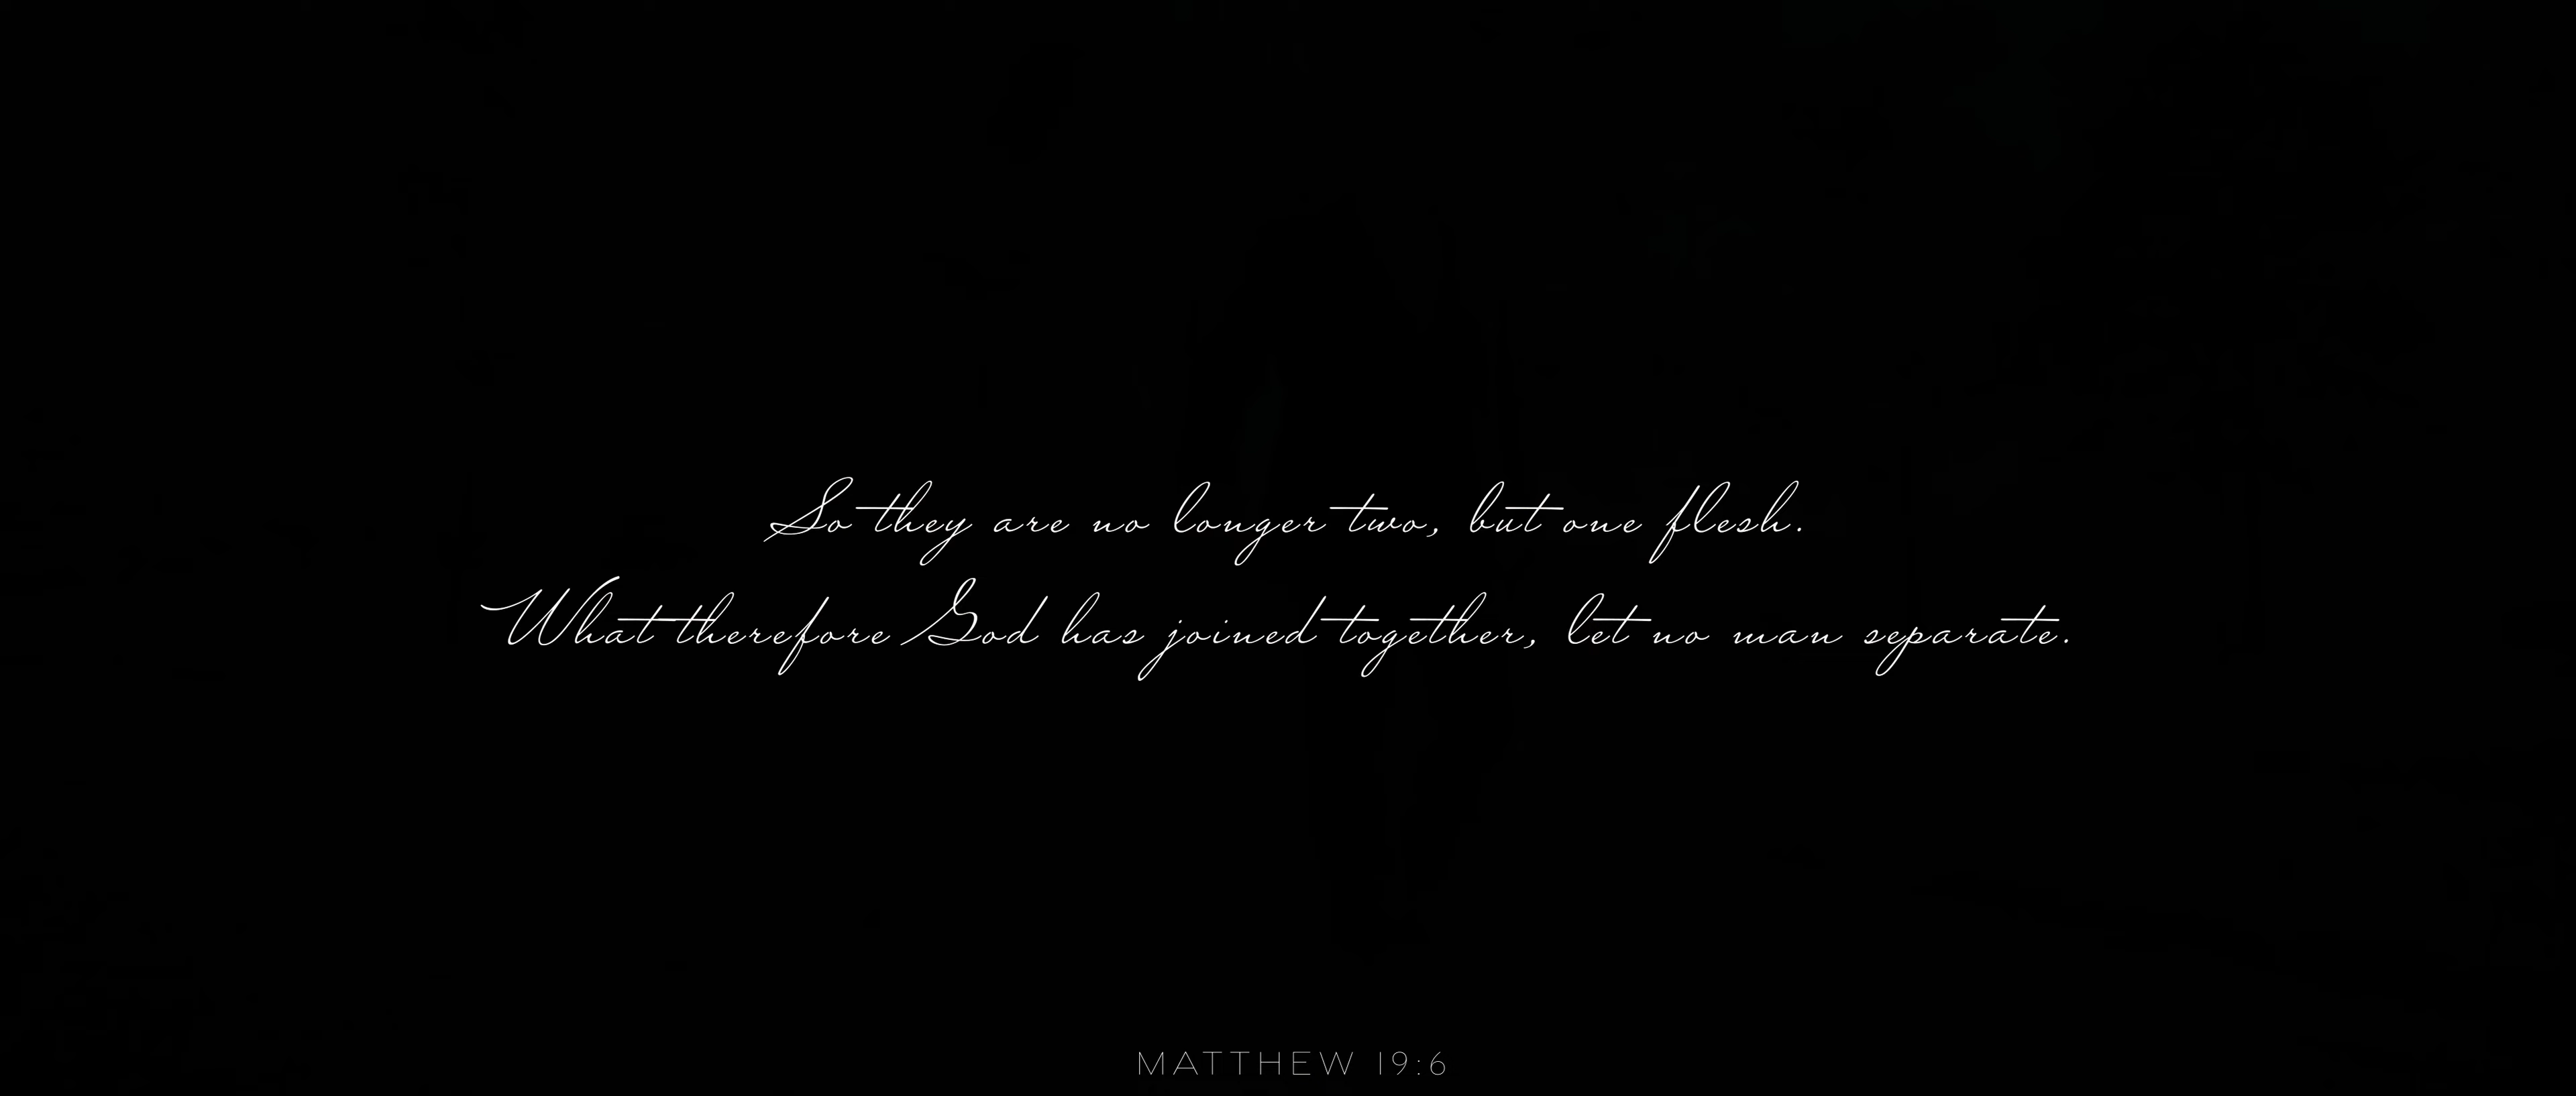 So they are no longer two, but one flesh.
What therefore God has joined together, let no man separate.
MATTHEW 19:6